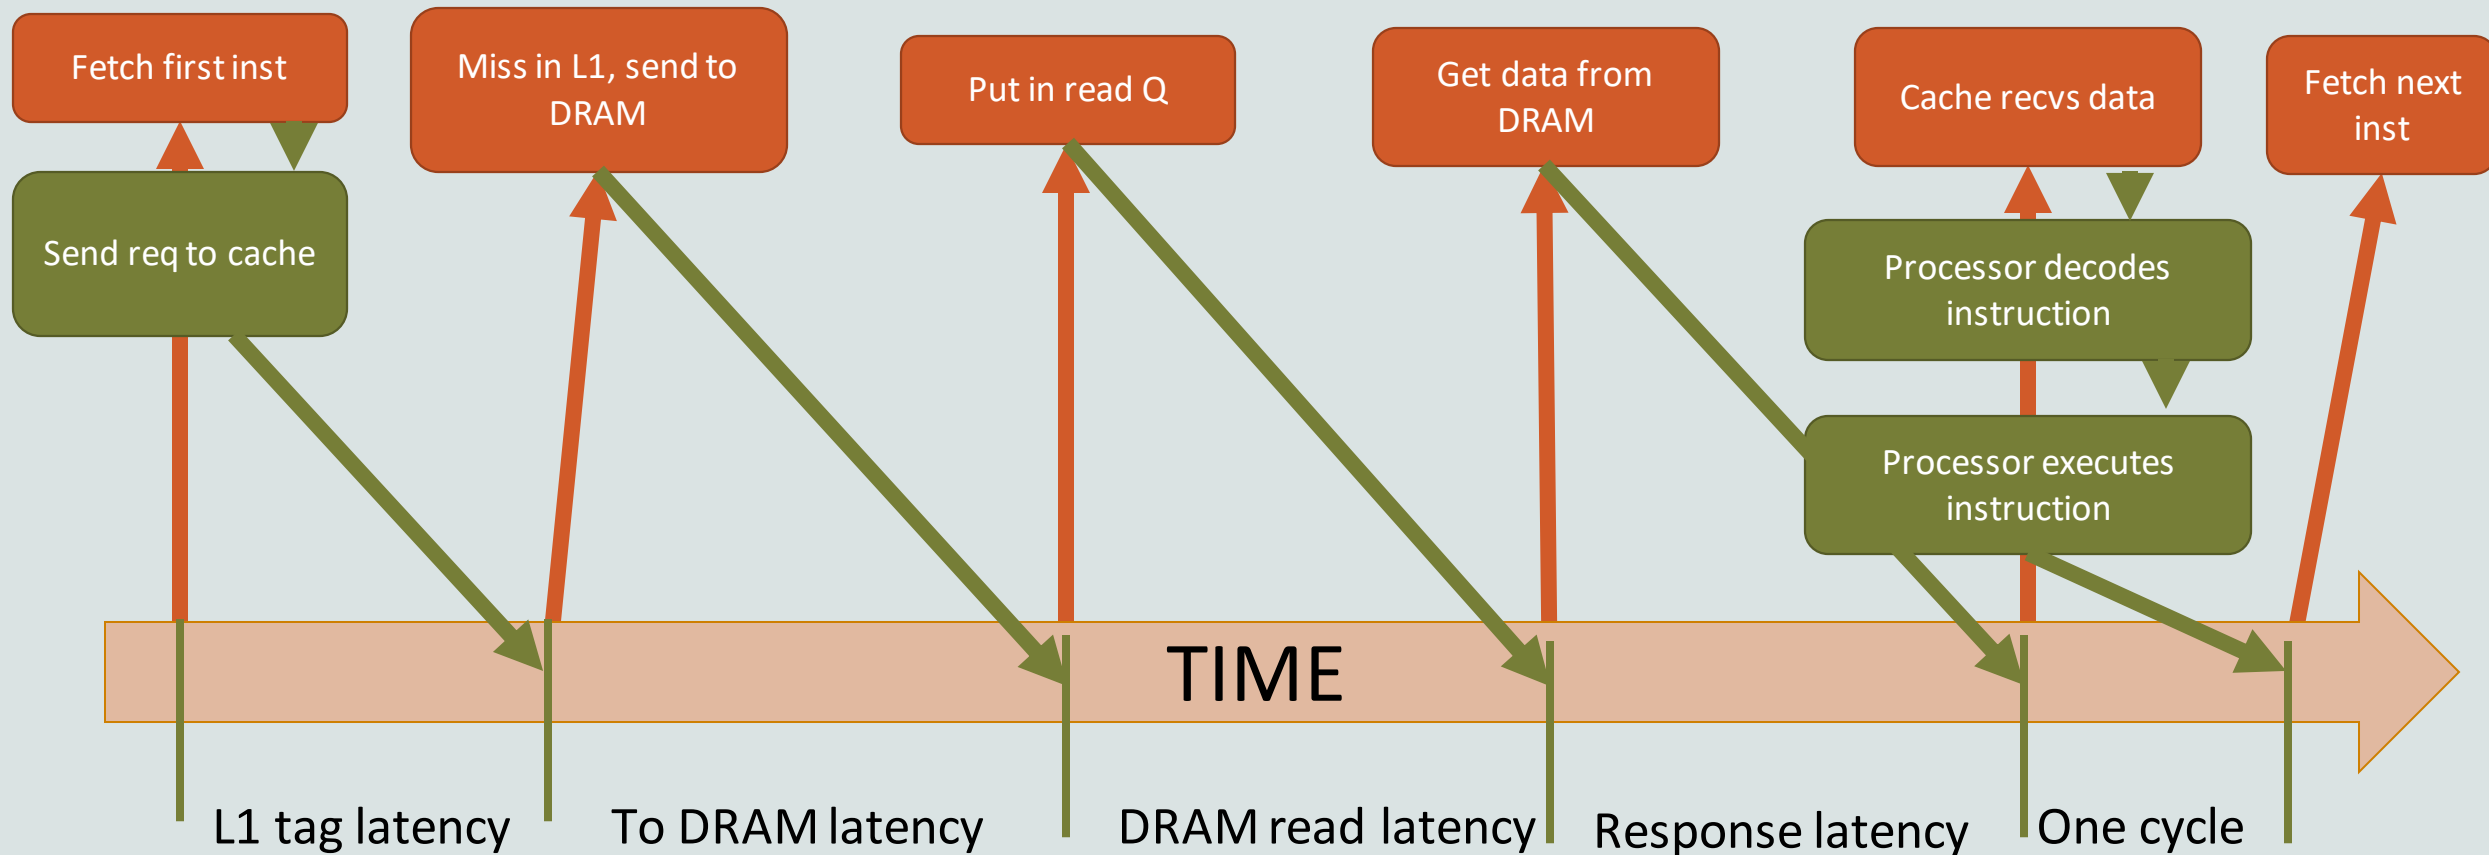 Fetch first inst
Send req to cache
Miss in L1, send to
DRAM
Put in read Q
Get data from
DRAM
Cache recvs data
Processor decodes
instruction
Processor executes
instruction
Fetch next
inst
TIME
L1 tag latency
To DRAM latency
DRAM read latency
Response latency
One cycle